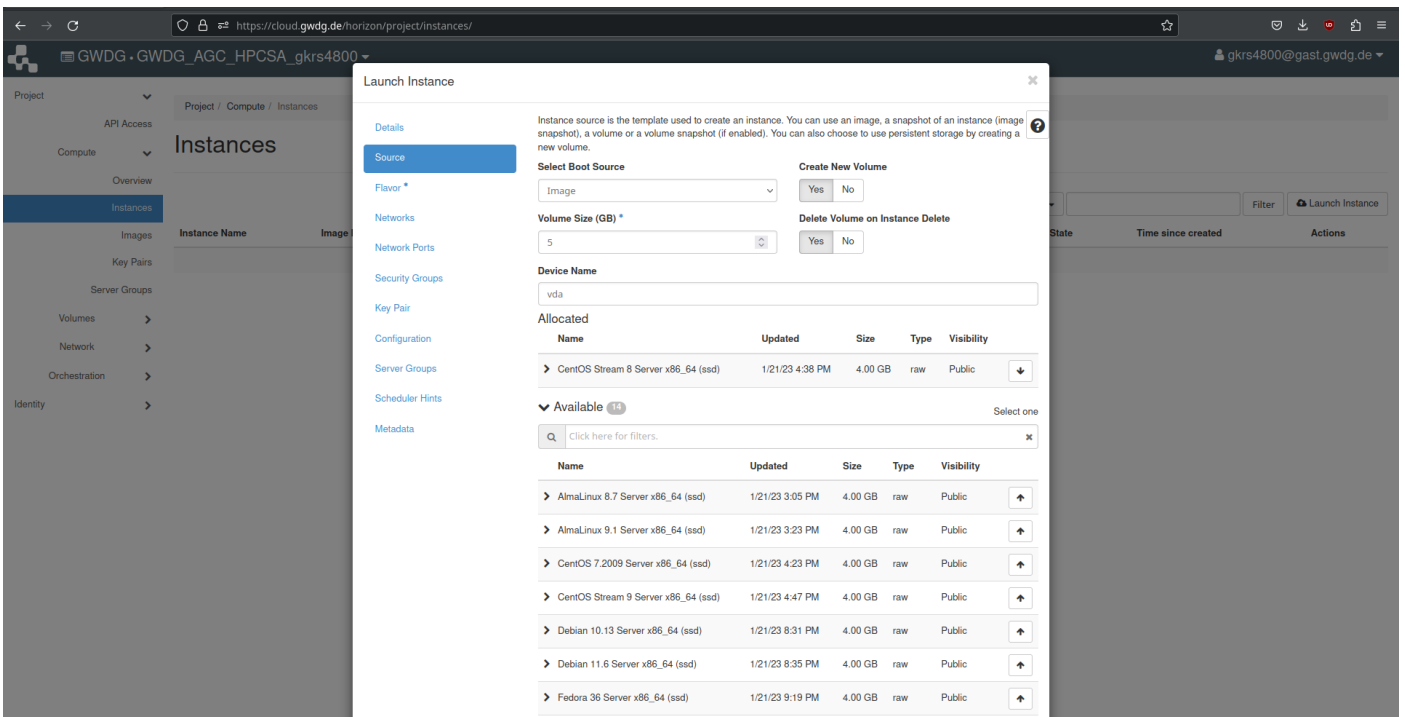 https://cloud.gwdg.de/horizon/project/instances/
GWDG • GWDG_AGC_HPCSA_gkrs4800
gkrs4800@gast.gwdg.de
Project
API Access
Compute
Overview
Instances
Images
Key Pairs
Server Groups
Volumes
Network
Orchestration
Identity
Project / Compute / Instances
Instances
Filter
Launch Instance
Instance Name
Image
State
Time since created
Actions
Launch Instance
Details
Source
Flavor *
Networks
Network Ports
Security Groups
Key Pair
Configuration
Server Groups
Scheduler Hints
Metadata
Instance source is the template used to create an instance. You can use an image, a snapshot of an instance (image
snapshot), a volume or a volume snapshot (if enabled). You can also choose to use persistent storage by creating a
new volume.
Select Boot Source
Create New Volume
Image
Yes No
Volume Size (GB) *
Delete Volume on Instance Delete
5
Yes No
Device Name
vda
Allocated
Name Updated Size Type Visibility
CentOS Stream 8 Server x86_64 (ssd) 1/21/23 4:38 PM 4.00 GB raw Public
Available 14
Select one
Click here for filters.
Name Updated Size Type Visibility
AlmaLinux 8.7 Server x86_64 (ssd) 1/21/23 3:05 PM 4.00 GB raw Public
AlmaLinux 9.1 Server x86_64 (ssd) 1/21/23 3:23 PM 4.00 GB raw Public
CentOS 7.2009 Server x86_64 (ssd) 1/21/23 4:23 PM 4.00 GB raw Public
CentOS Stream 9 Server x86_64 (ssd) 1/21/23 4:47 PM 4.00 GB raw Public
Debian 10.13 Server x86_64 (ssd) 1/21/23 8:31 PM 4.00 GB raw Public
Debian 11.6 Server x86_64 (ssd) 1/21/23 8:35 PM 4.00 GB raw Public
Fedora 36 Server x86_64 (ssd) 1/21/23 9:19 PM 4.00 GB raw Public